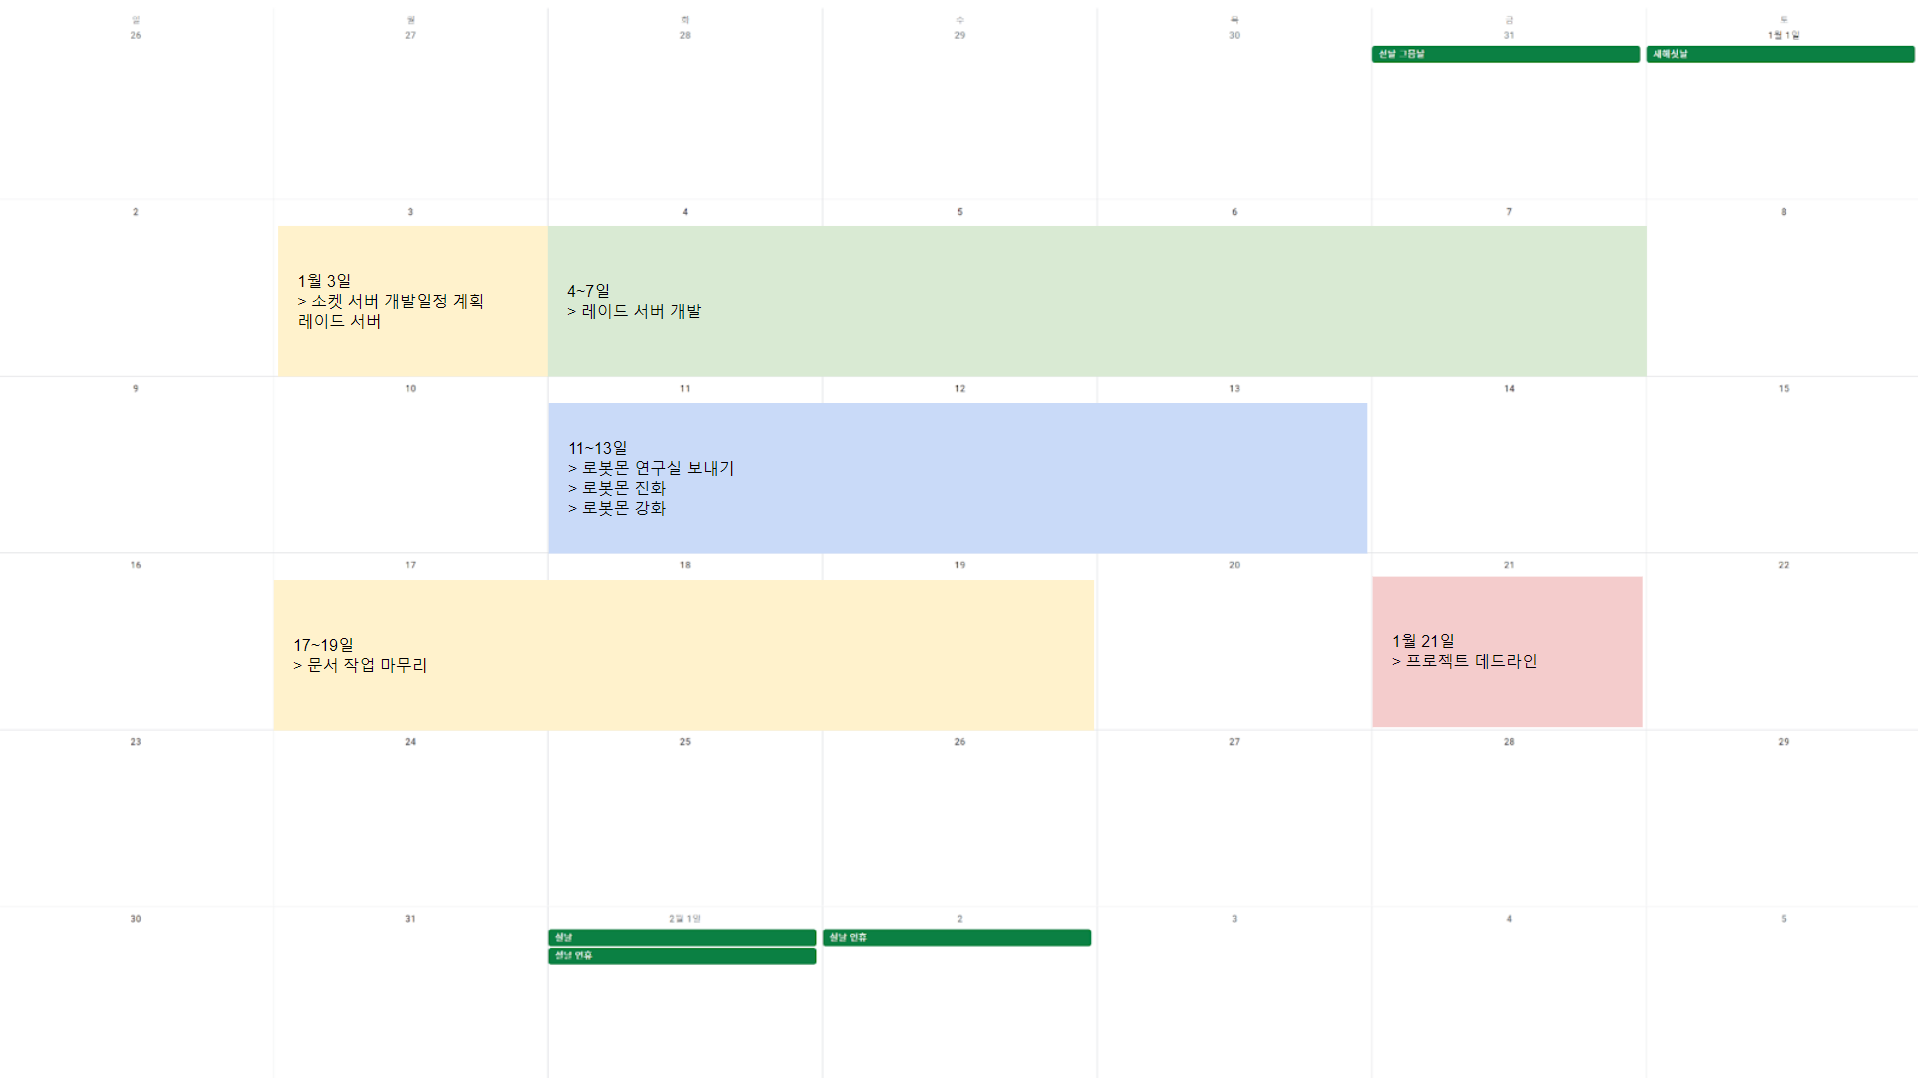 일 월 화 수 목 금 토
26 27 28 29 30 31 1월 1일
섣달 그믐날 새해첫날
2 3 4 5 6 7 8
1월 3일
> 소켓 서버 개발일정 계획
레이드 서버
4~7일
> 레이드 서버 개발
9 10 11 12 13 14 15
11~13일
> 로봇몬 연구실 보내기
> 로봇몬 진화
> 로봇몬 강화
16 17 18 19 20 21 22
17~19일
> 문서 작업 마무리
1월 21일
> 프로젝트 데드라인
23 24 25 26 27 28 29
30 31 2월 1일 2 3 4 5
설날 설날 연휴
설날 연휴